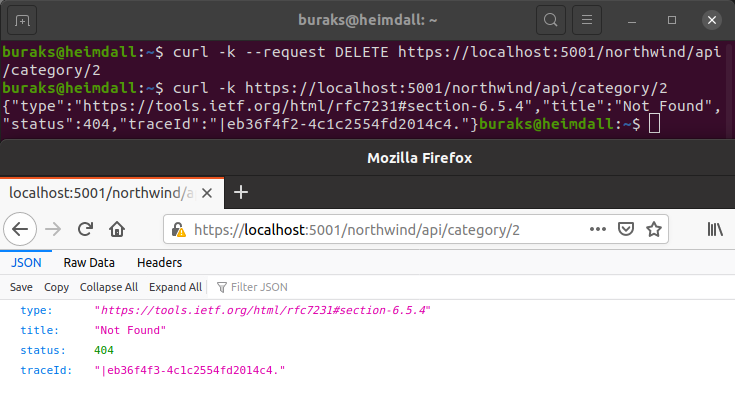 buraks@heimdall: ~
buraks@heimdall:~$ curl -k --request DELETE https://localhost:5001/northwind/api
/category/2
buraks@heimdall:~$ curl -k https://localhost:5001/northwind/api/category/2
{"type":"https://tools.ietf.org/html/rfc7231#section-6.5.4","title":"Not Found",
"status":404,"traceId":"|eb36f4f2-4c1c2554fd2014c4."}buraks@heimdall:~$
Mozilla Firefox
localhost:5001/northwind/a
https://localhost:5001/northwind/api/category/2
JSON Raw Data Headers
Save Copy Collapse All Expand All Filter JSON
type: "https://tools.ietf.org/html/rfc7231#section-6.5.4"
title: "Not Found"
status: 404
traceId: "|eb36f4f3-4c1c2554fd2014c4."